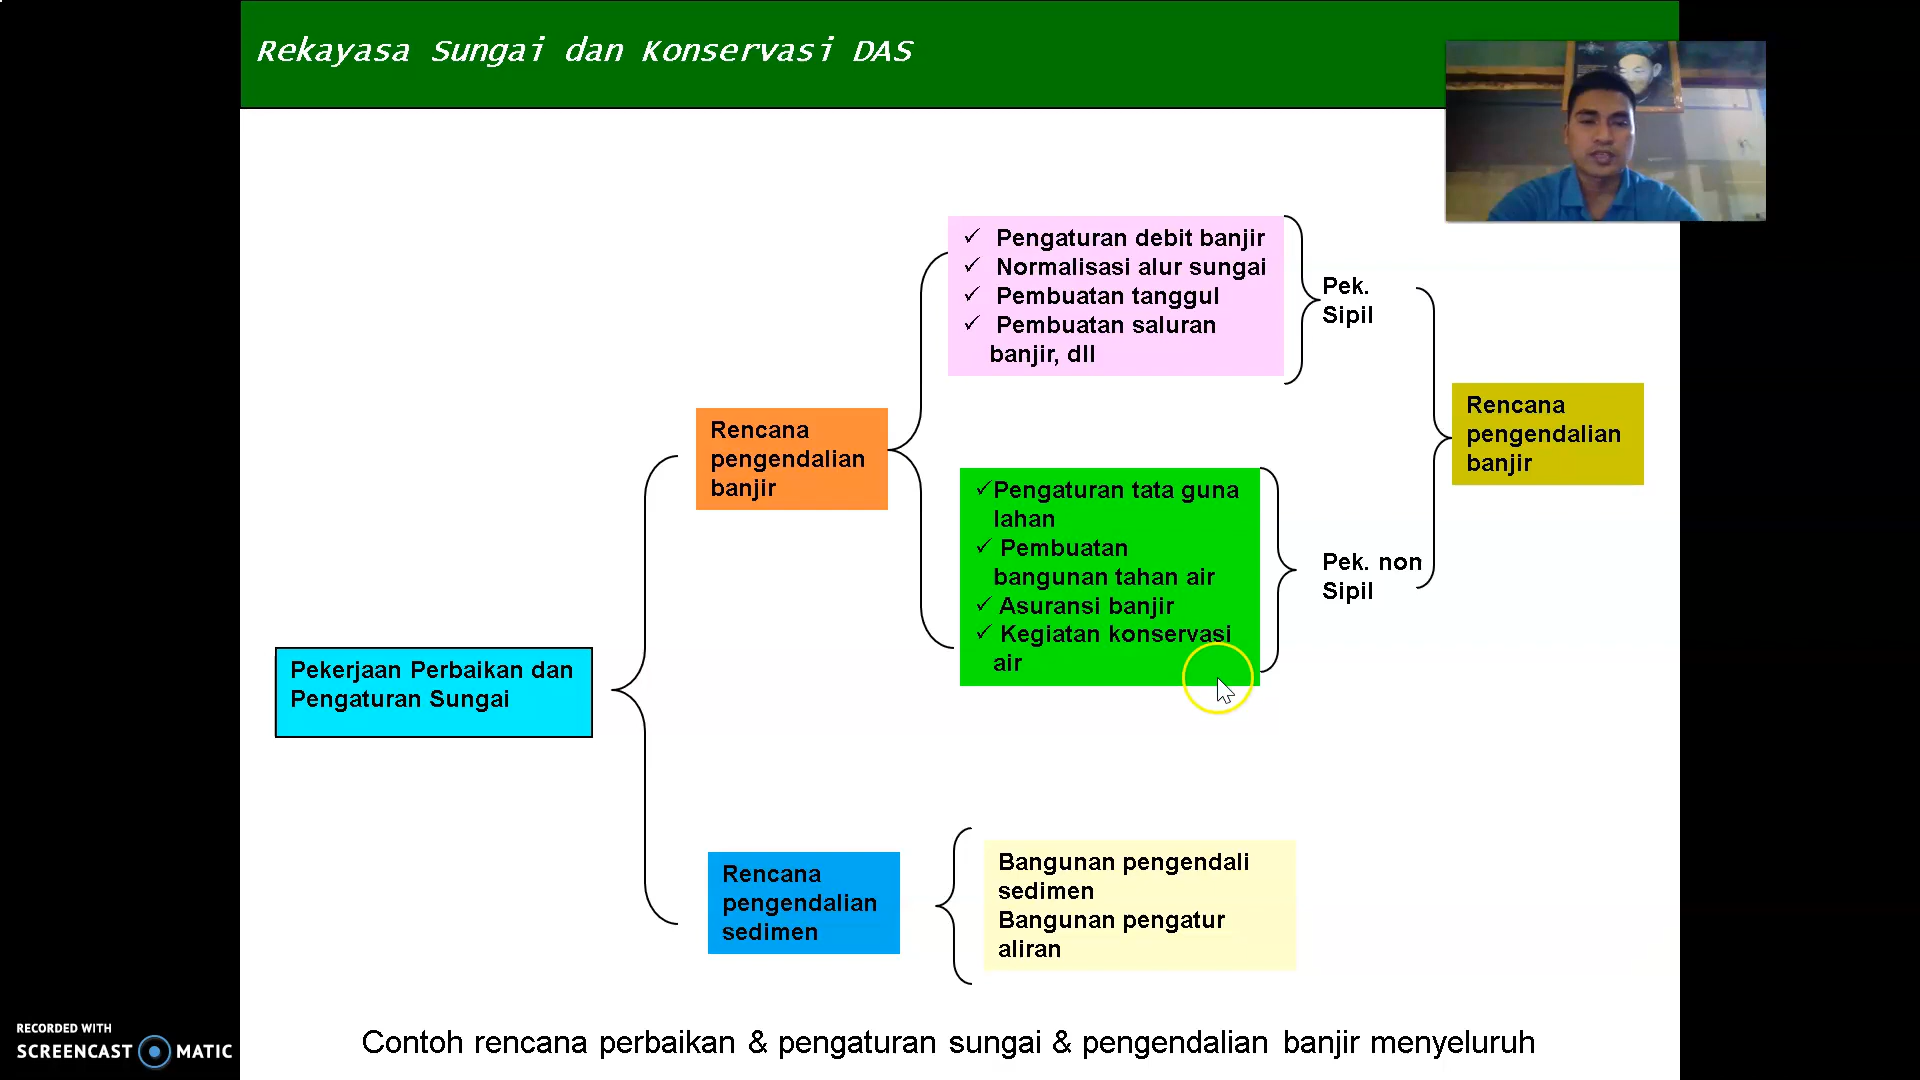 Rekayasa Sungai dan Konservasi DAS
✓ Pengaturan debit banjir
✓ Normalisasi alur sungai
✓ Pembuatan tanggul
✓ Pembuatan saluran
banjir, dll
Pek.
Sipil
Rencana
pengendalian
banjir
Rencana
pengendalian
banjir
✓Pengaturan tata guna
lahan
✓ Pembuatan
bangunan tahan air
✓ Asuransi banjir
✓ Kegiatan konservasi
air
Pek. non
Sipil
Pekerjaan Perbaikan dan
Pengaturan Sungai
Rencana
pengendalian
sedimen
Bangunan pengendali
sedimen
Bangunan pengatur
aliran
Contoh rencana perbaikan & pengaturan sungai & pengendalian banjir menyeluruh
RECORDED WITH
SCREENCAST MATIC